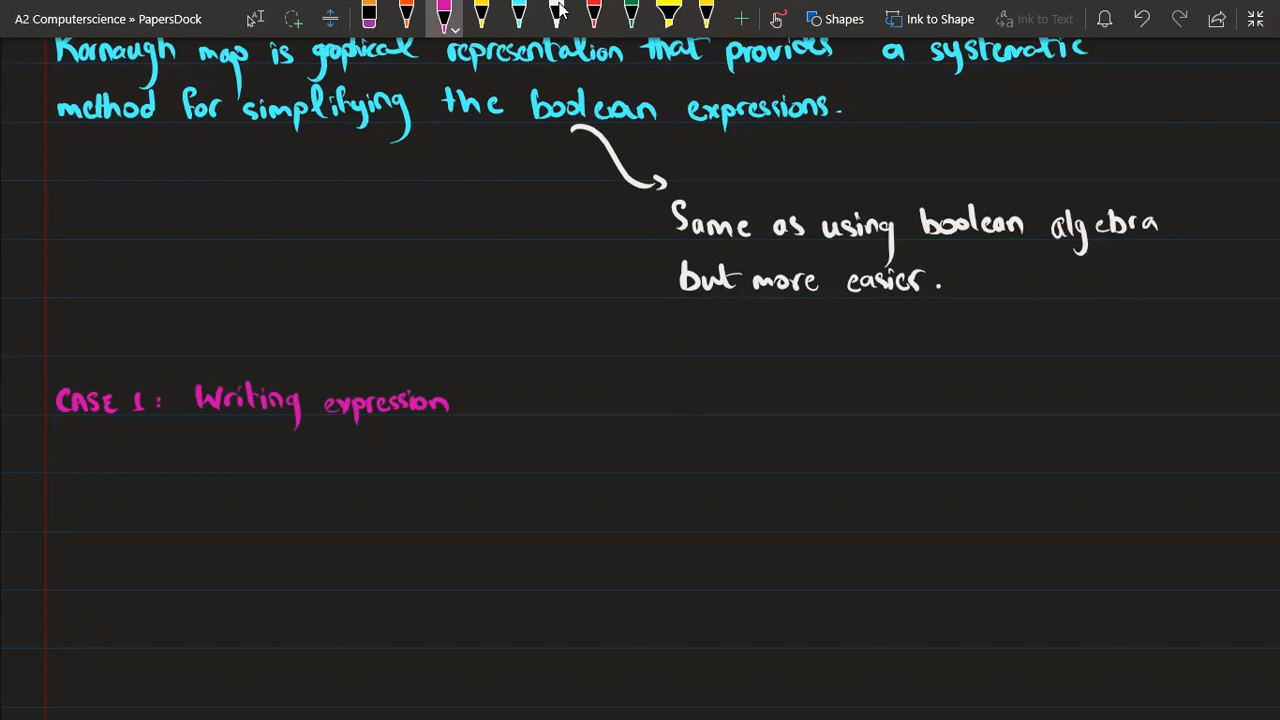 A2 Computerscience » PapersDock
Shapes
Ink to Shape
Ink to Text
Karnaugh map is graphical representation that provides a systematic
method for simplifying the boolean expressions.
Same as using boolean algebra
but more easier.
CASE 1: Writing expression